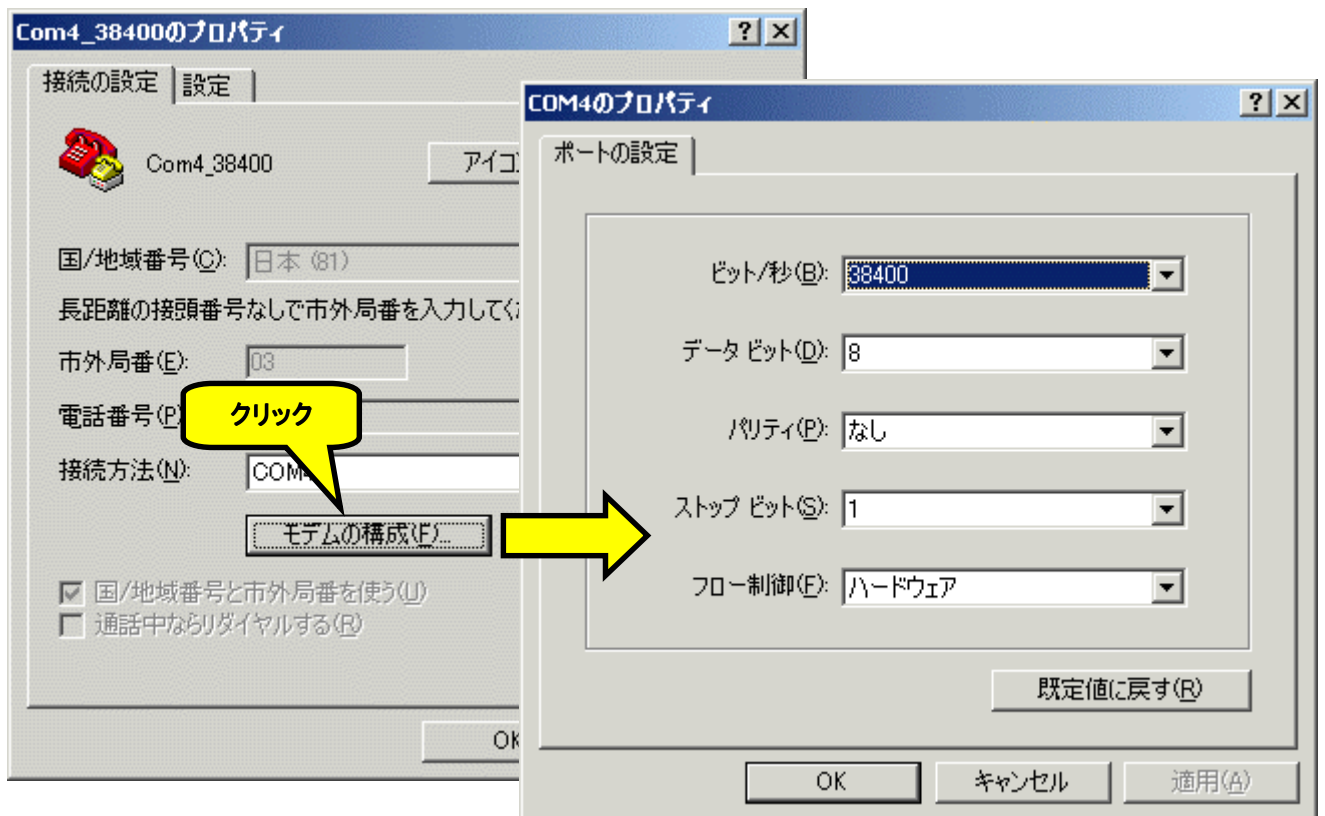 Com4_38400のプロパティ
接続の設定
設定
Com4_38400
アイコ
国/地域番号(C):
日本 (81)
長距離の接頭番号なしで市外局番を入力してく
市外局番(E):
03
電話番号(P)
クリック
接続方法(N):
COM4
モデムの構成(F)...
国/地域番号と市外局番を使う(U)
通話中ならリダイヤルする(R)
OK
COM4のプロパティ
ポートの設定
ビット/秒(B):
38400
データ ビット(D):
8
パリティ(P):
なし
ストップ ビット(S):
1
フロー制御(F):
ハードウェア
既定値に戻す(R)
OK
キャンセル
適用(A)